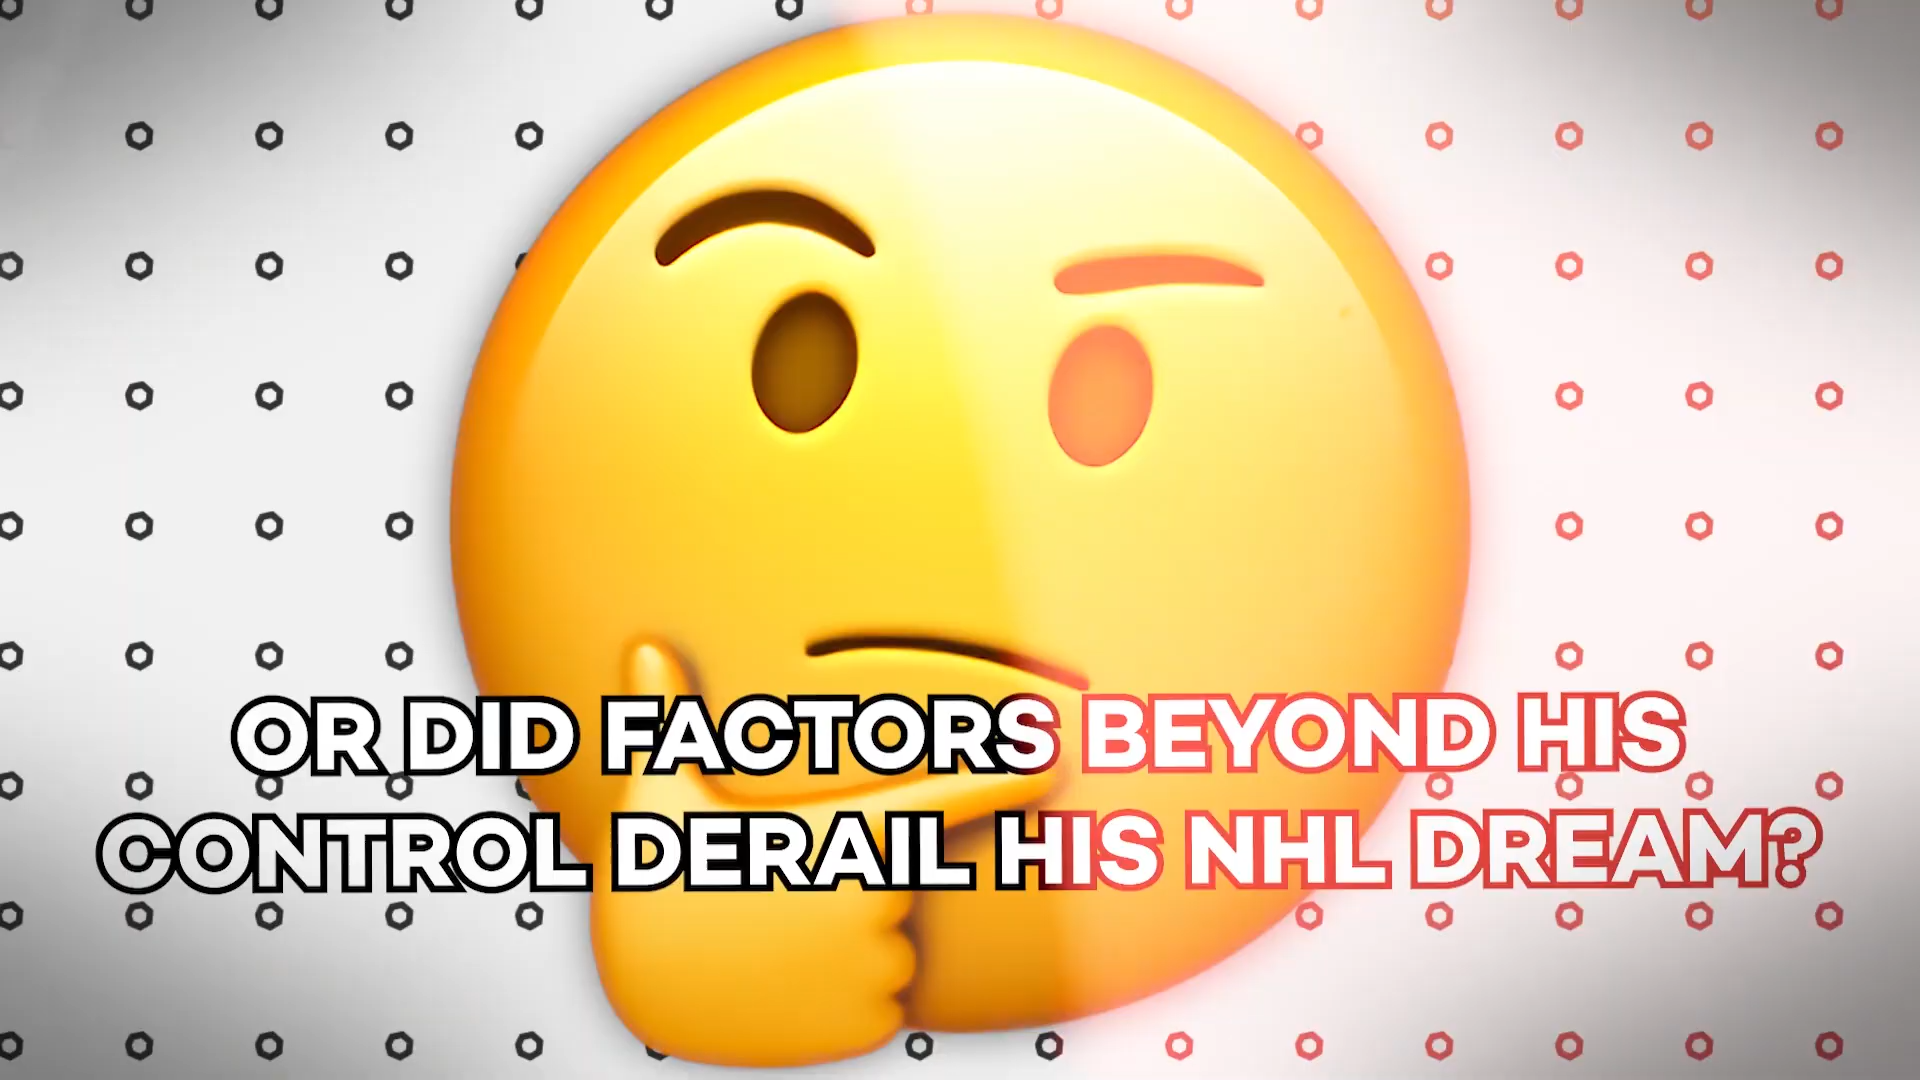 OR DID FACTORS BEYOND HIS
CONTROL DERAIL HIS NHL DREAM?